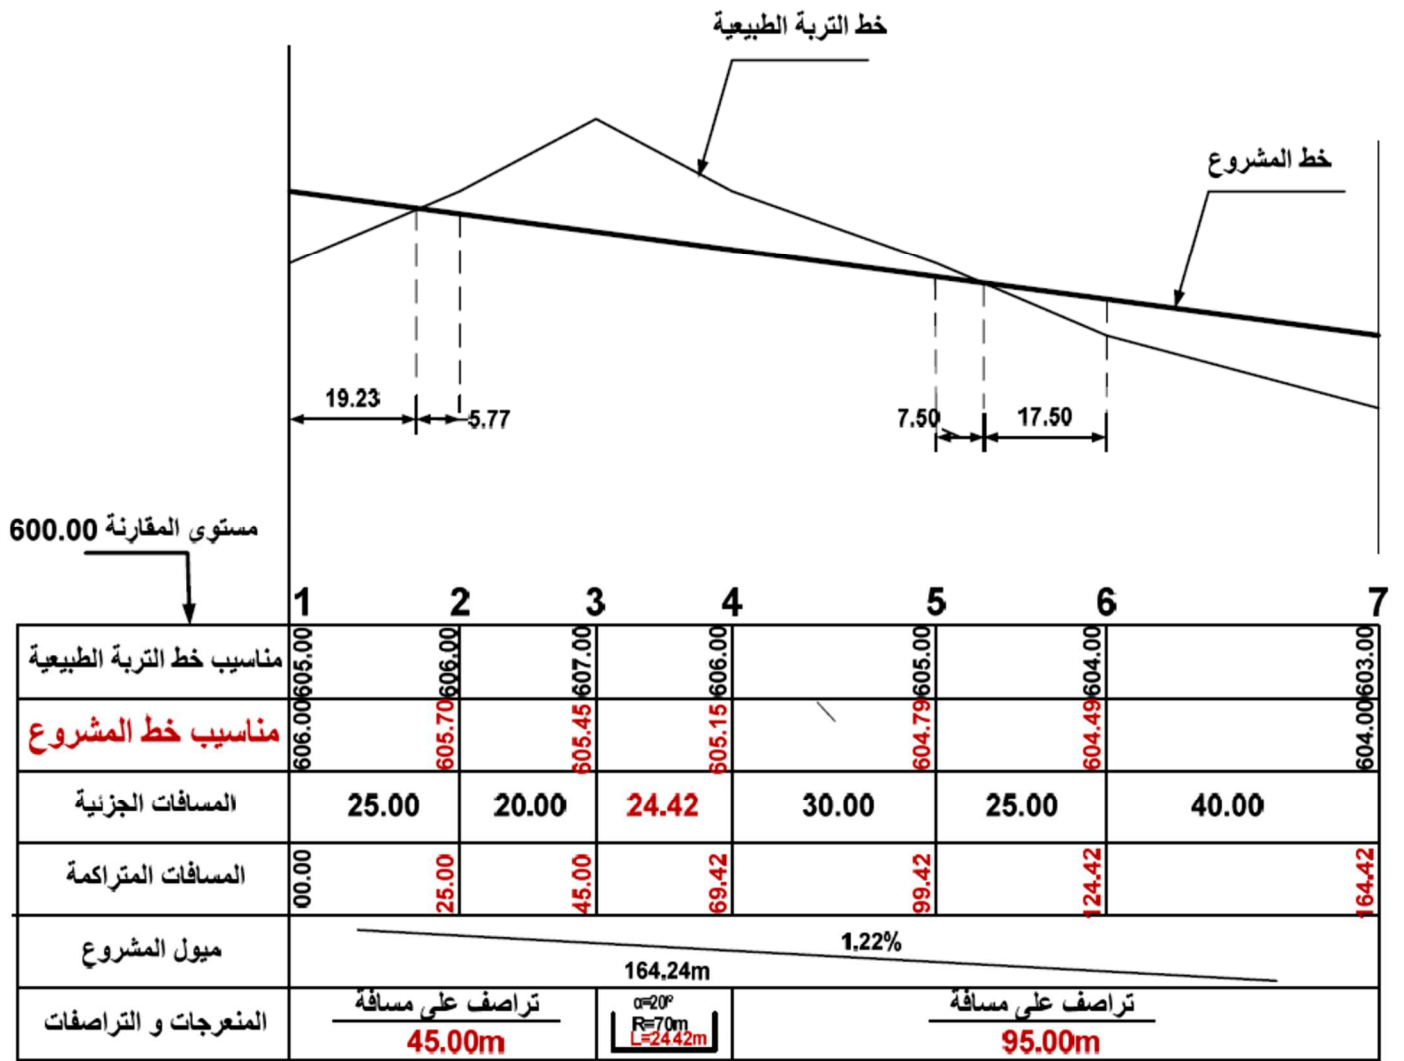 خط التربة الطبيعية
خط المشروع
19.23
5.77
7.50
17.50
مستوى المقارنة 600.00
1 2 3 4 5 6 7
مناسيب خط التربة الطبيعية 605.00 606.00 607.00 606.00 605.00 604.00 603.00
مناسيب خط المشروع 606.00 605.70 605.45 605.15 604.79 604.49 604.00
المسافات الجزئية 25.00 20.00 24.42 30.00 25.00 40.00
المسافات المتراكمة 00.00 25.00 45.00 69.42 99.42 124.42 164.42
ميول المشروع 1,22%
164.24m
المنعرجات و التراصفات
تراصف على مسافة
45.00m
α=20º
R=70m
L=24.42m
تراصف على مسافة
95.00m